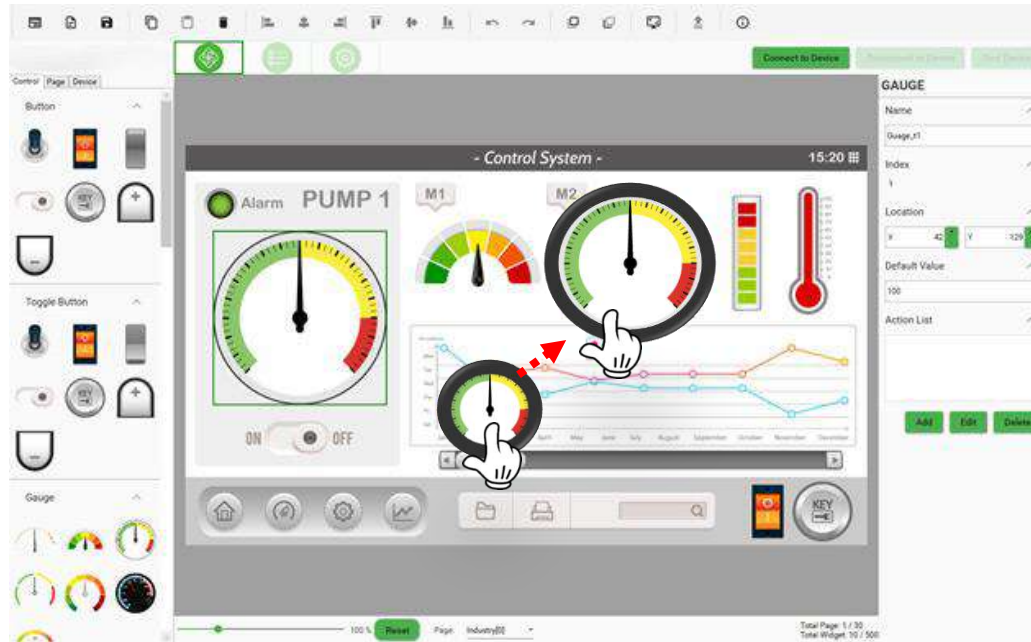 Connect to Device
Control Page Device
Button
KEY
Toggle Button
KEY
Gauge
- Control System -
15:20
Alarm
PUMP 1
M1
M2
ON
OFF
April
May
June
July
August
September
October
November
December
KEY
100 %
Reset
Page
Industry[0]
Total Page: 1 / 30
Total Widget: 10 / 500
GAUGE
Name
Guage_r1
Index
1
Location
X
42
Y
129
Default Value
100
Action List
Add
Edit
Delete